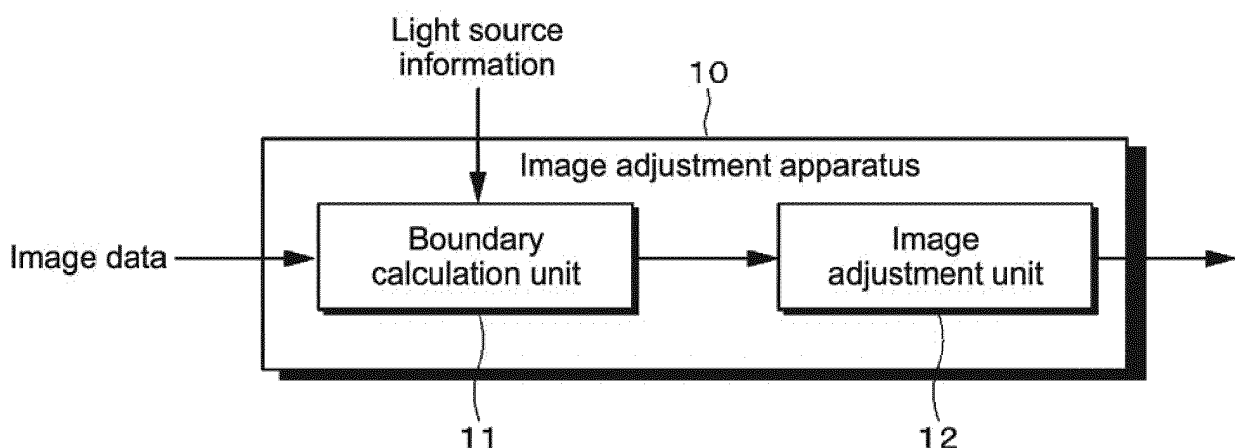 Light source
information
10
Image adjustment apparatus
Image data
Boundary
calculation unit
Image
adjustment unit
11
12